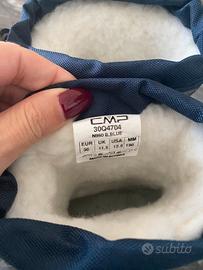 CMP
30Q4704
N950 B.BLUE
EUR UK USA MM
30 11,5 12,5 190
subito